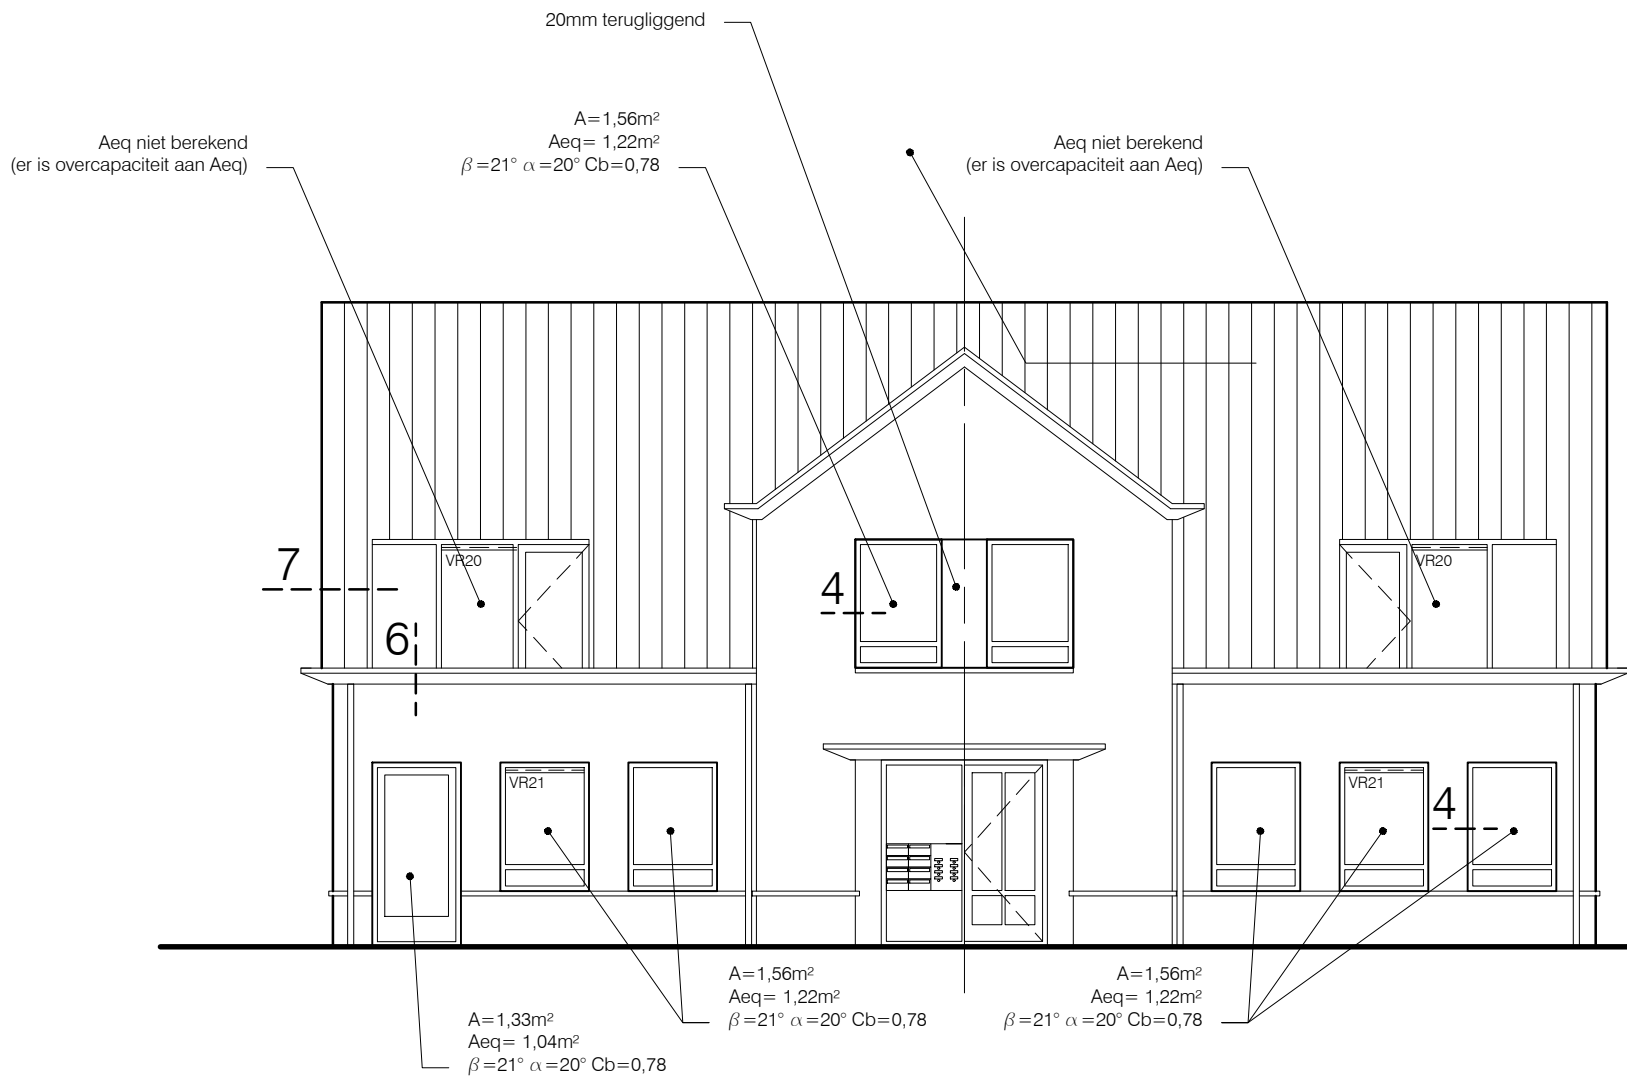 20mm terugliggend
A=1,56m²
Aeq= 1,22m²
β=21° α=20° Cb=0,78
Aeq niet berekend
(er is overcapaciteit aan Aeq)
Aeq niet berekend
(er is overcapaciteit aan Aeq)
VR20
VR20
7
4
6
VR21
VR21
4
A=1,56m²
Aeq= 1,22m²
β=21° α=20° Cb=0,78
A=1,56m²
Aeq= 1,22m²
β=21° α=20° Cb=0,78
A=1,33m²
Aeq= 1,04m²
β=21° α=20° Cb=0,78